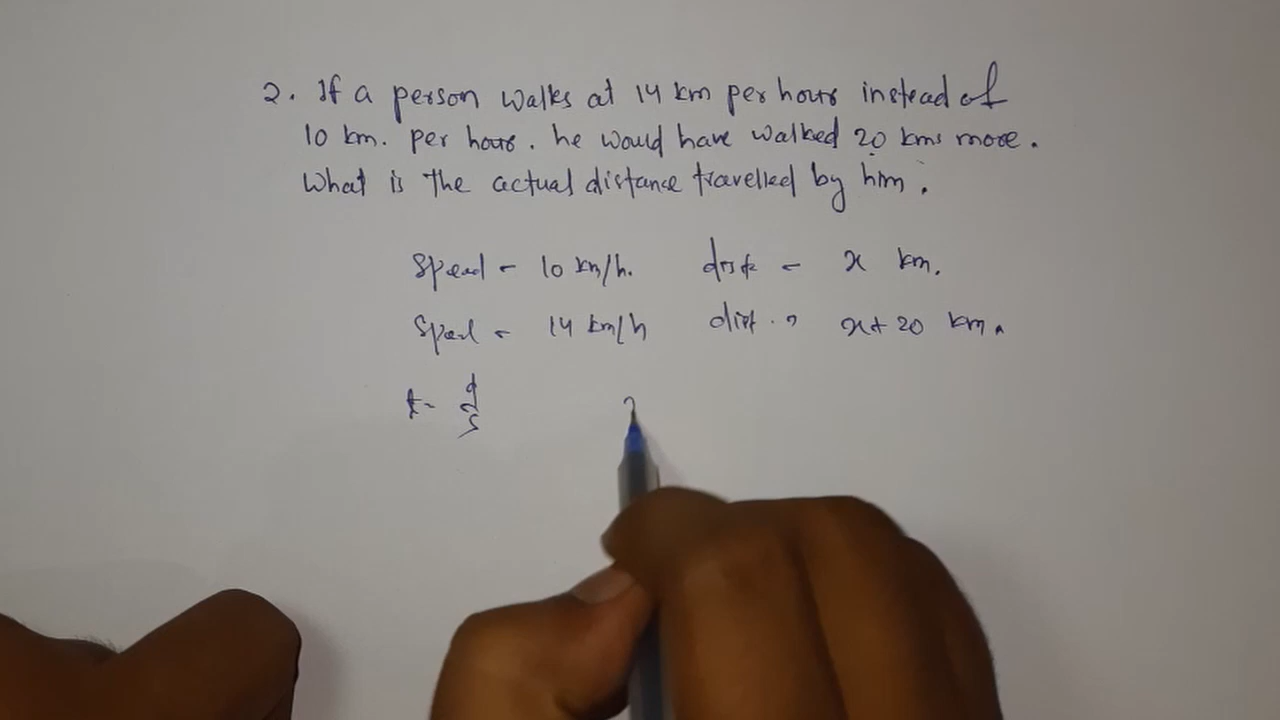 2. If a person walks at 14 km per hours instead of
10 km. per hours. he would have walked 20 kms more.
What is the actual distance travelled by him.
Speed - 10 km/h. dist - x km.
Speed - 14 km/h dist. = x+ 20 km.
t = d/s